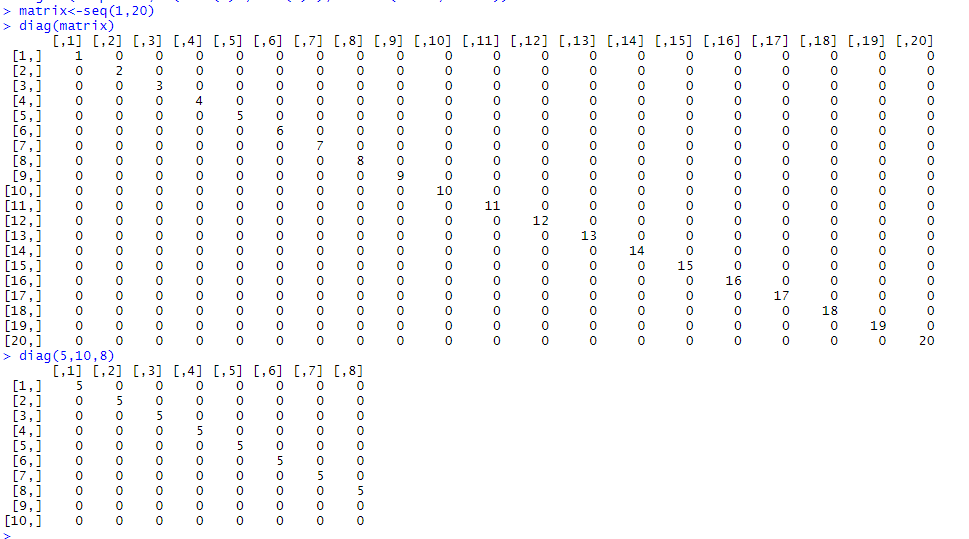 > matrix<-seq(1,20)
> diag(matrix)
      [,1] [,2] [,3] [,4] [,5] [,6] [,7] [,8] [,9] [,10] [,11] [,12] [,13] [,14] [,15] [,16] [,17] [,18] [,19] [,20]
 [1,]    1    0    0    0    0    0    0    0    0     0     0     0     0     0     0     0     0     0     0     0
 [2,]    0    2    0    0    0    0    0    0    0     0     0     0     0     0     0     0     0     0     0     0
 [3,]    0    0    3    0    0    0    0    0    0     0     0     0     0     0     0     0     0     0     0     0
 [4,]    0    0    0    4    0    0    0    0    0     0     0     0     0     0     0     0     0     0     0     0
 [5,]    0    0    0    0    5    0    0    0    0     0     0     0     0     0     0     0     0     0     0     0
 [6,]    0    0    0    0    0    6    0    0    0     0     0     0     0     0     0     0     0     0     0     0
 [7,]    0    0    0    0    0    0    7    0    0     0     0     0     0     0     0     0     0     0     0     0
 [8,]    0    0    0    0    0    0    0    8    0     0     0     0     0     0     0     0     0     0     0     0
 [9,]    0    0    0    0    0    0    0    0    9     0     0     0     0     0     0     0     0     0     0     0
[10,]    0    0    0    0    0    0    0    0    0    10     0     0     0     0     0     0     0     0     0     0
[11,]    0    0    0    0    0    0    0    0    0     0    11     0     0     0     0     0     0     0     0     0
[12,]    0    0    0    0    0    0    0    0    0     0     0    12     0     0     0     0     0     0     0     0
[13,]    0    0    0    0    0    0    0    0    0     0     0     0    13     0     0     0     0     0     0     0
[14,]    0    0    0    0    0    0    0    0    0     0     0     0     0    14     0     0     0     0     0     0
[15,]    0    0    0    0    0    0    0    0    0     0     0     0     0     0    15     0     0     0     0     0
[16,]    0    0    0    0    0    0    0    0    0     0     0     0     0     0     0    16     0     0     0     0
[17,]    0    0    0    0    0    0    0    0    0     0     0     0     0     0     0     0    17     0     0     0
[18,]    0    0    0    0    0    0    0    0    0     0     0     0     0     0     0     0     0    18     0     0
[19,]    0    0    0    0    0    0    0    0    0     0     0     0     0     0     0     0     0     0    19     0
[20,]    0    0    0    0    0    0    0    0    0     0     0     0     0     0     0     0     0     0     0    20
> diag(5,10,8)
      [,1] [,2] [,3] [,4] [,5] [,6] [,7] [,8]
 [1,]    5    0    0    0    0    0    0    0
 [2,]    0    5    0    0    0    0    0    0
 [3,]    0    0    5    0    0    0    0    0
 [4,]    0    0    0    5    0    0    0    0
 [5,]    0    0    0    0    5    0    0    0
 [6,]    0    0    0    0    0    5    0    0
 [7,]    0    0    0    0    0    0    5    0
 [8,]    0    0    0    0    0    0    0    5
 [9,]    0    0    0    0    0    0    0    0
[10,]    0    0    0    0    0    0    0    0
>